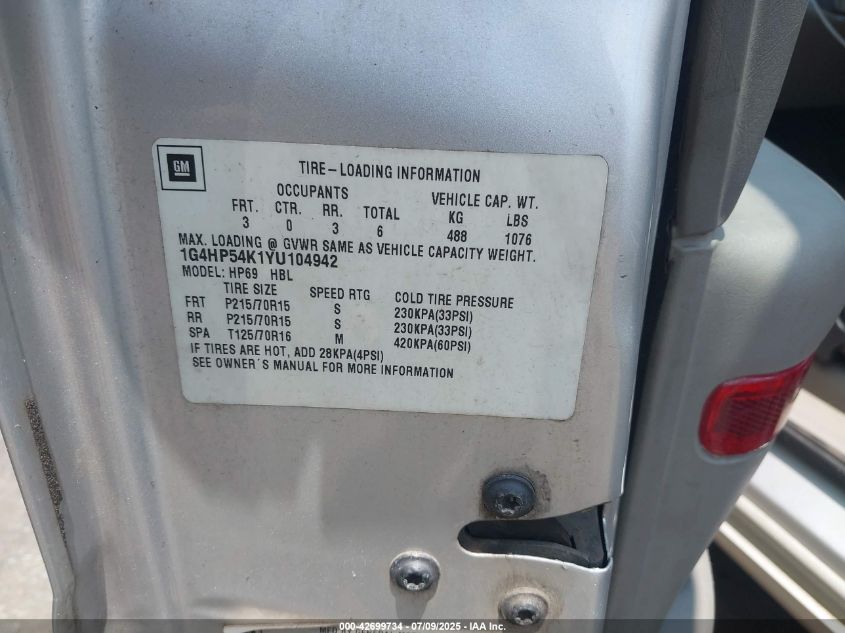 GM
TIRE-LOADING INFORMATION
OCCUPANTS VEHICLE CAP. WT.
FRT. CTR. RR. TOTAL KG LBS
3 0 3 6 488 1076
MAX. LOADING @ GVWR SAME AS VEHICLE CAPACITY WEIGHT.
1G4HP54K1YU104942
MODEL: HP69 HBL
TIRE SIZE SPEED RTG COLD TIRE PRESSURE
FRT P215/70R15 S 230KPA(33PSI)
RR P215/70R15 S 230KPA(33PSI)
SPA T125/70R16 M 420KPA(60PSI)
IF TIRES ARE HOT, ADD 28KPA(4PSI)
SEE OWNER'S MANUAL FOR MORE INFORMATION
000-42699734 - 07/09/2025 - IAA Inc.